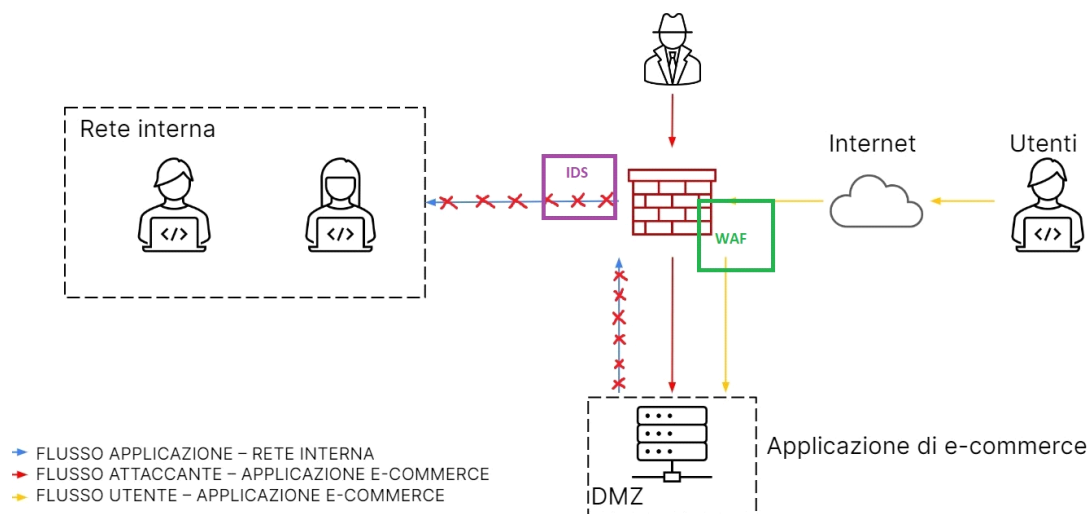 Rete interna
IDS
Internet
Utenti
WAF
</>
</>
Applicazione di e-commerce
DMZ
FLUSSO APPLICAZIONE – RETE INTERNA
FLUSSO ATTACCANTE – APPLICAZIONE E-COMMERCE
FLUSSO UTENTE – APPLICAZIONE E-COMMERCE
</>